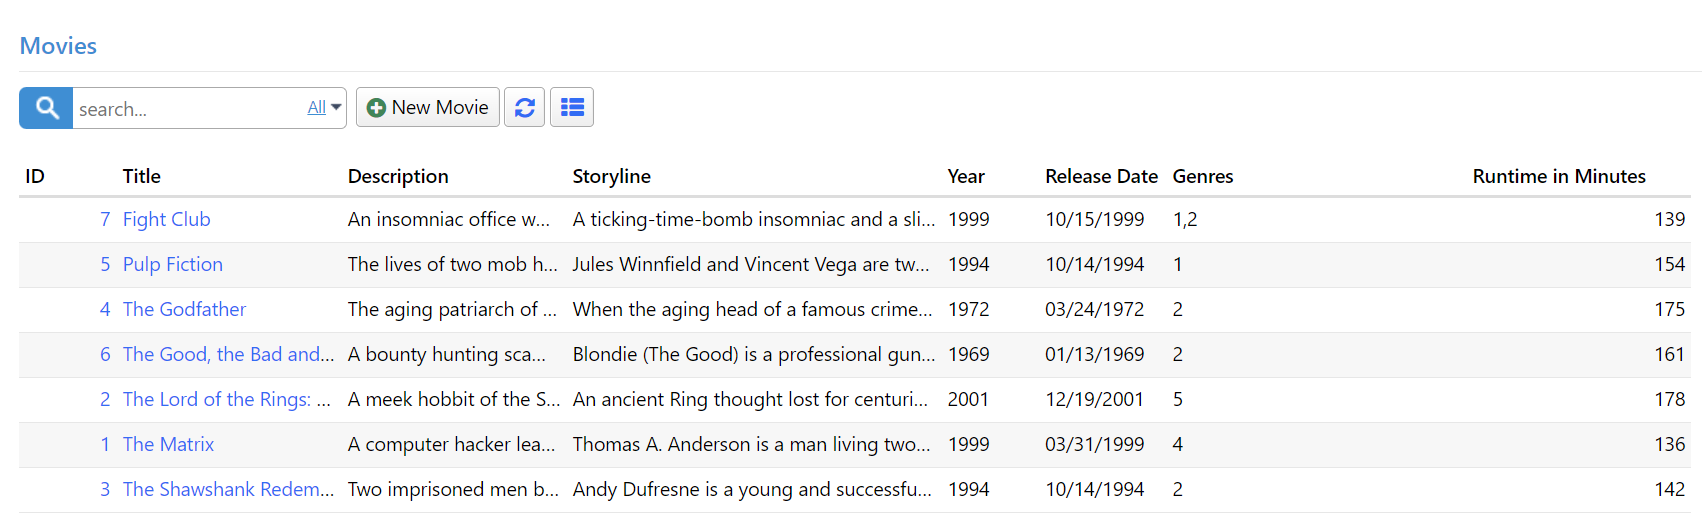 Movies
search... All New Movie
ID Title Description Storyline Year Release Date Genres Runtime in Minutes
7 Fight Club An insomniac office w... A ticking-time-bomb insomniac and a sli... 1999 10/15/1999 1,2 139
5 Pulp Fiction The lives of two mob h... Jules Winnfield and Vincent Vega are tw... 1994 10/14/1994 1 154
4 The Godfather The aging patriarch of ... When the aging head of a famous crime... 1972 03/24/1972 2 175
6 The Good, the Bad and... A bounty hunting sca... Blondie (The Good) is a professional gun... 1969 01/13/1969 2 161
2 The Lord of the Rings: ... A meek hobbit of the S... An ancient Ring thought lost for centuri... 2001 12/19/2001 5 178
1 The Matrix A computer hacker lea... Thomas A. Anderson is a man living two... 1999 03/31/1999 4 136
3 The Shawshank Redem... Two imprisoned men b... Andy Dufresne is a young and successfu... 1994 10/14/1994 2 142